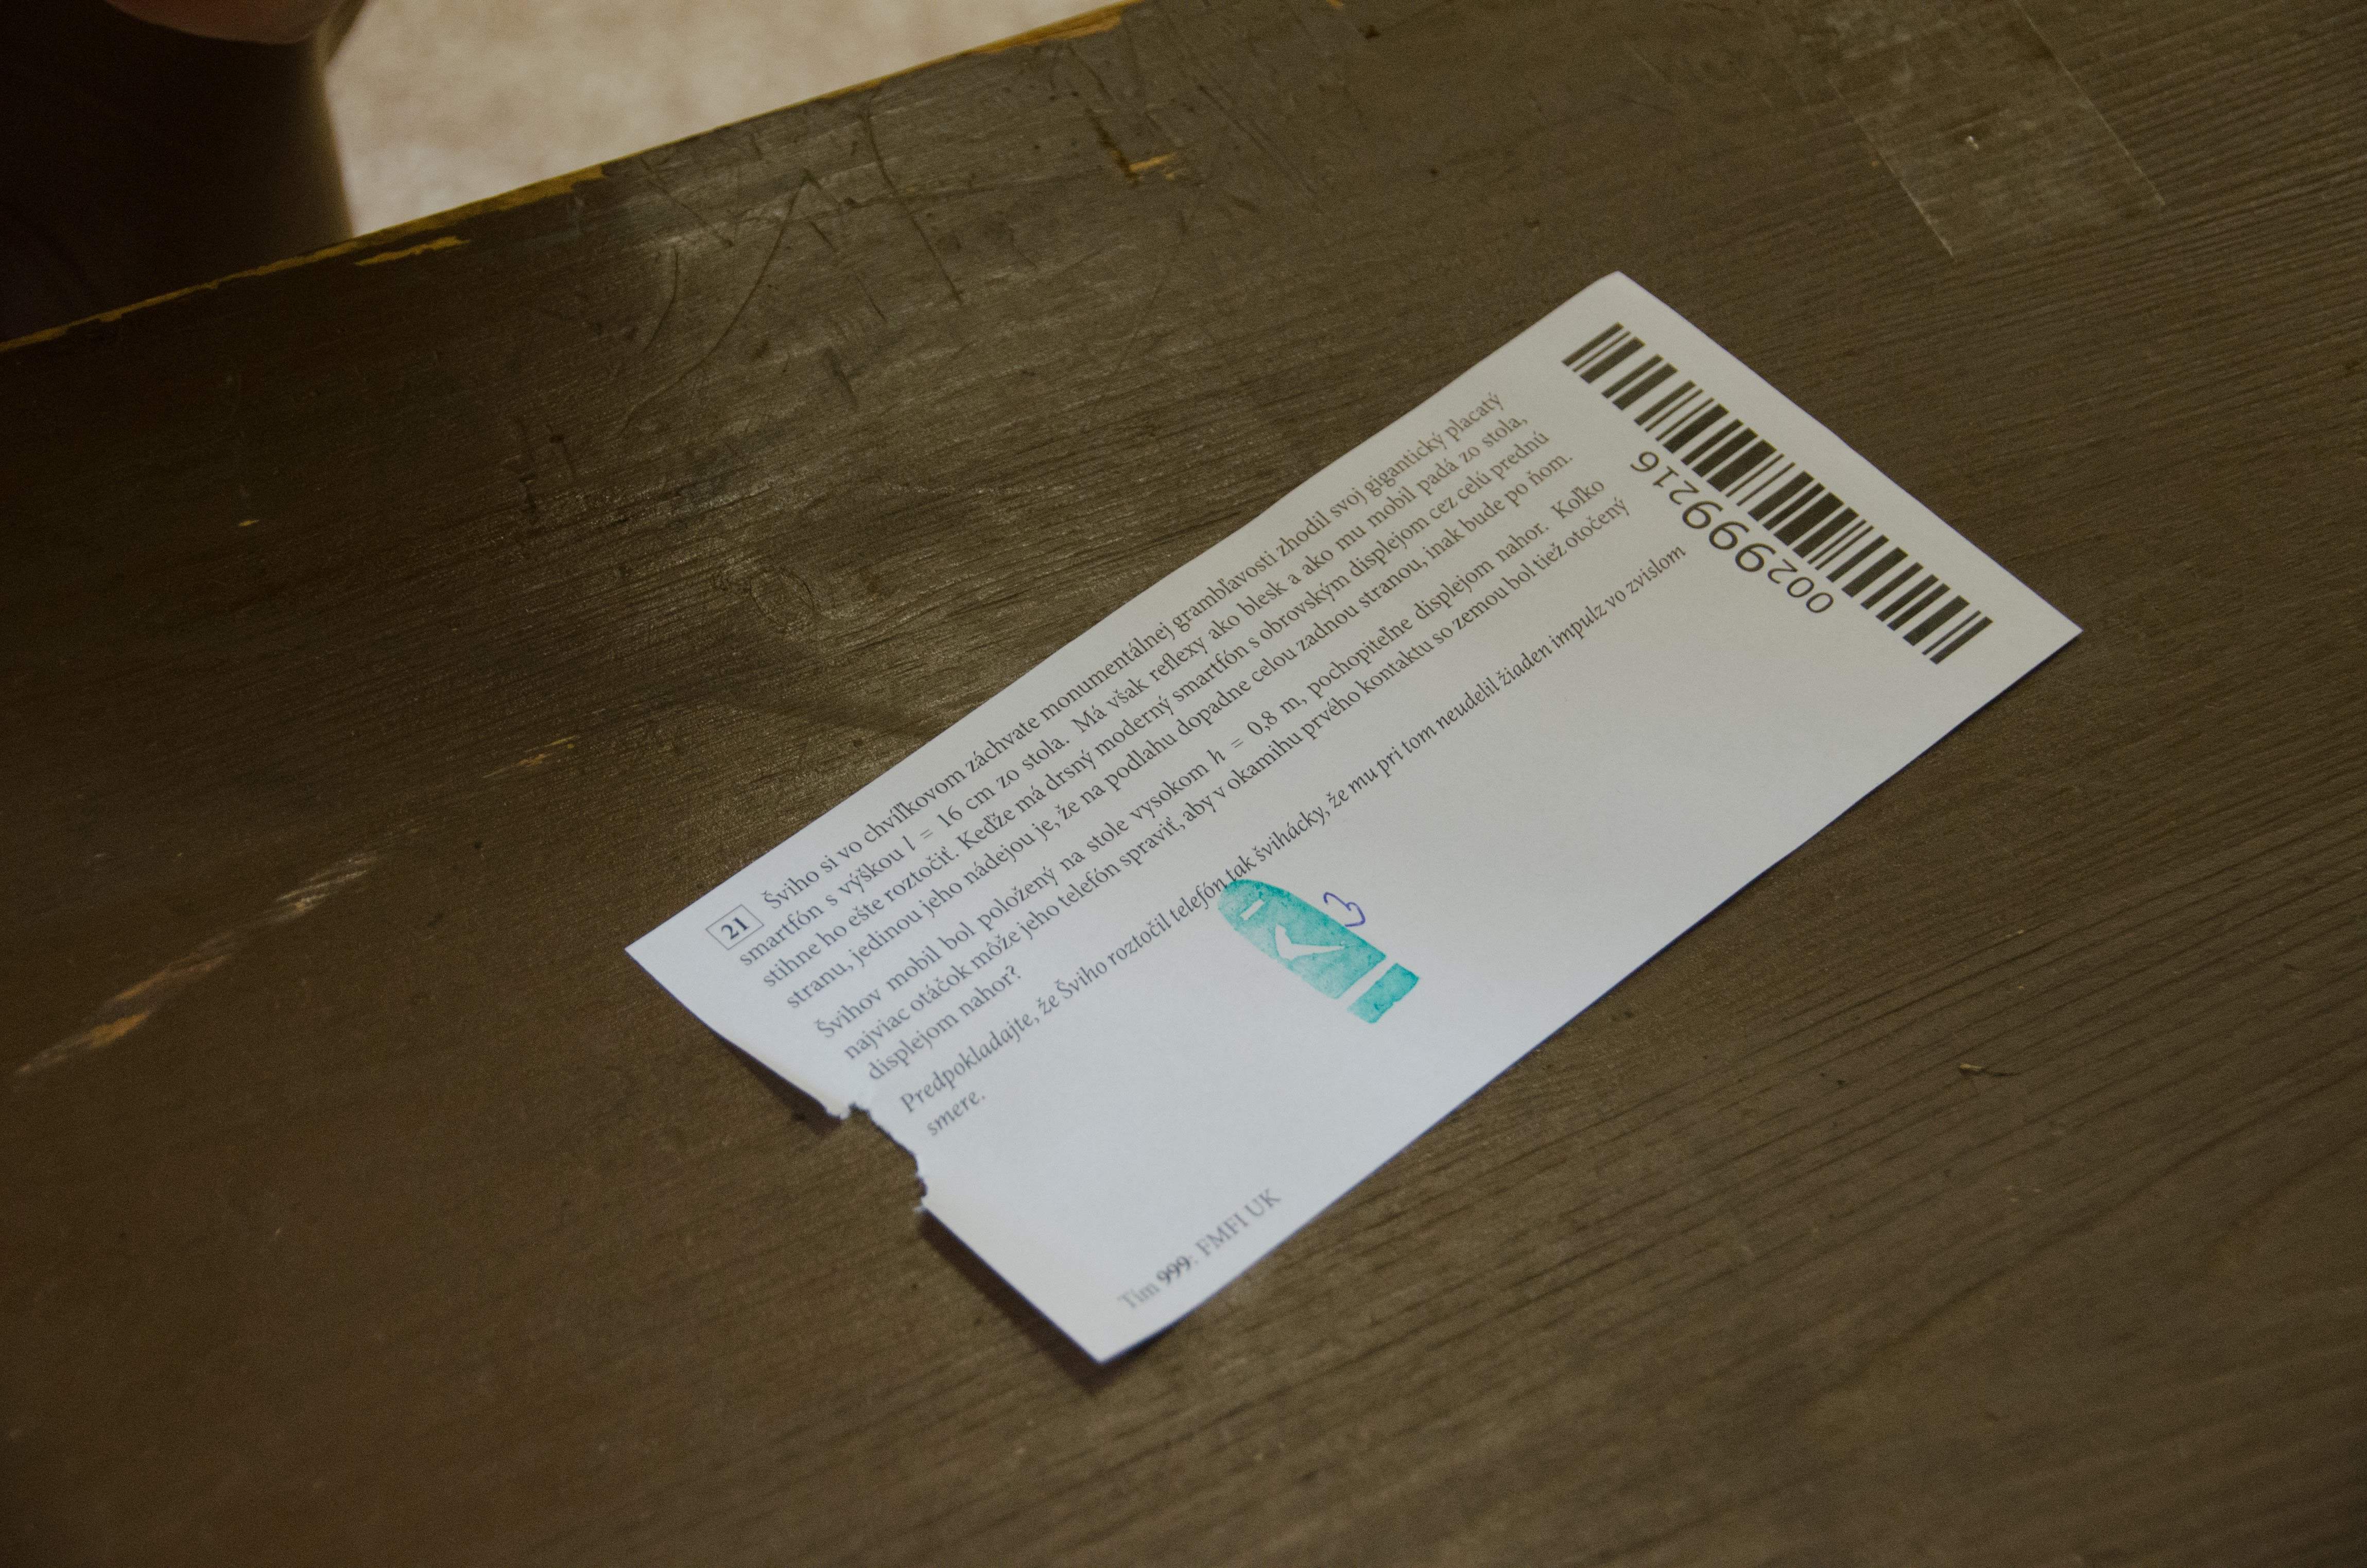 21 Šviho si vo chvíľkovom záchvate monumentálnej grambľavosti zhodil svoj gigantický placatý
smartfón s výškou l = 16 cm zo stola. Má však reflexy ako blesk a ako mu mobil padá zo stola,
stihne ho ešte roztočiť. Keďže má drsný moderný smartfón s obrovským displejom cez celú prednú
stranu, jedinou jeho nádejou je, že na podlahu dopadne celou zadnou stranou, inak bude po ňom.
Švihov mobil bol položený na stole vysokom h = 0,8 m, pochopiteľne displejom nahor. Koľko
najviac otáčok môže jeho telefón spraviť, aby v okamihu prvého kontaktu so zemou bol tiež otočený
displejom nahor?
Predpokladajte, že Šviho roztočil telefón tak švihácky, že mu pri tom neudelil žiaden impulz vo zvislom
smere.
3
Tím 999: FMFI UK
0029999216